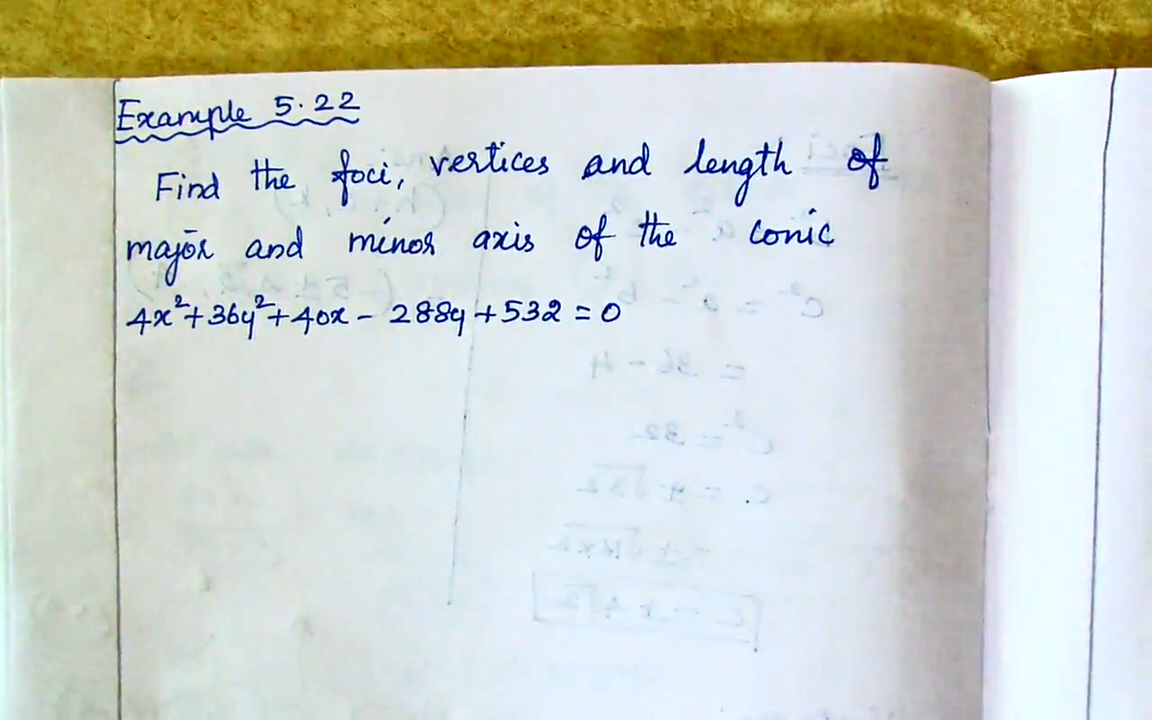 Example 5.22
Find the foci, vertices and length of
major and minor axis of the conic
4x²+36y²+40x - 288y +532 = 0